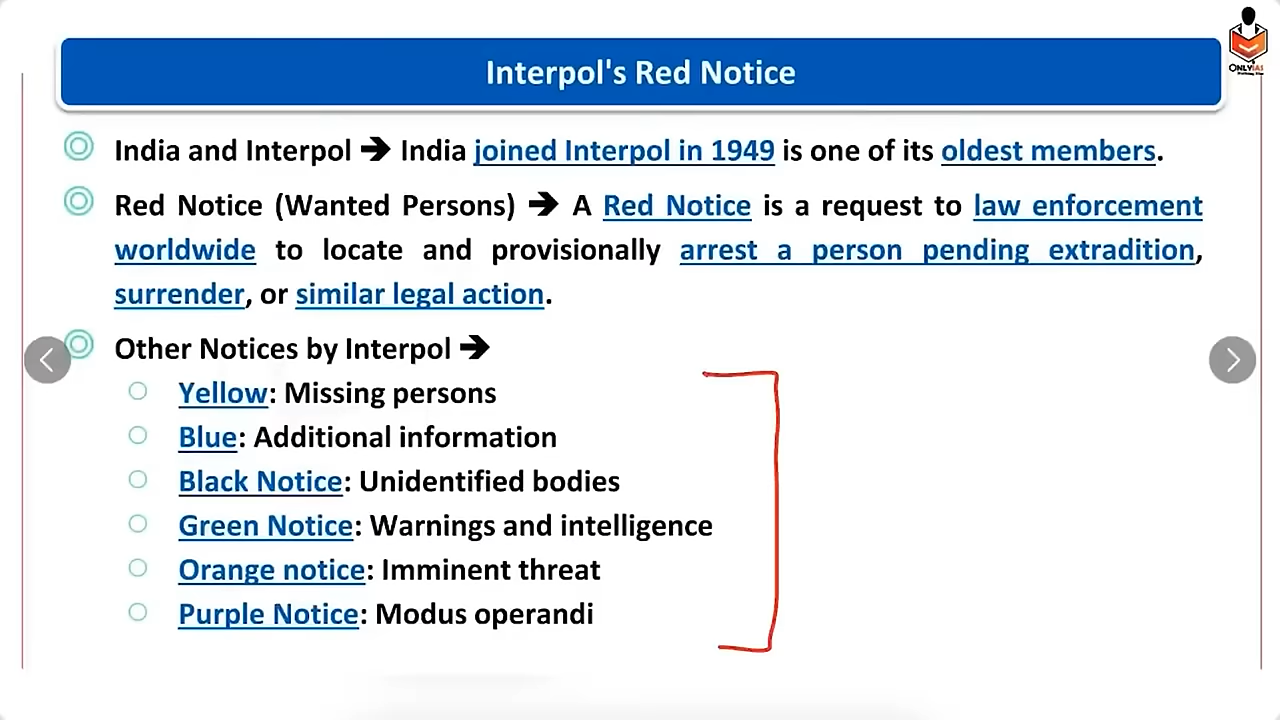 Interpol's Red Notice
ONLYIAS
India and Interpol ➔ India joined Interpol in 1949 is one of its oldest members.
Red Notice (Wanted Persons) ➔ A Red Notice is a request to law enforcement
worldwide to locate and provisionally arrest a person pending extradition,
surrender, or similar legal action.
Other Notices by Interpol ➔
Yellow: Missing persons
Blue: Additional information
Black Notice: Unidentified bodies
Green Notice: Warnings and intelligence
Orange notice: Imminent threat
Purple Notice: Modus operandi